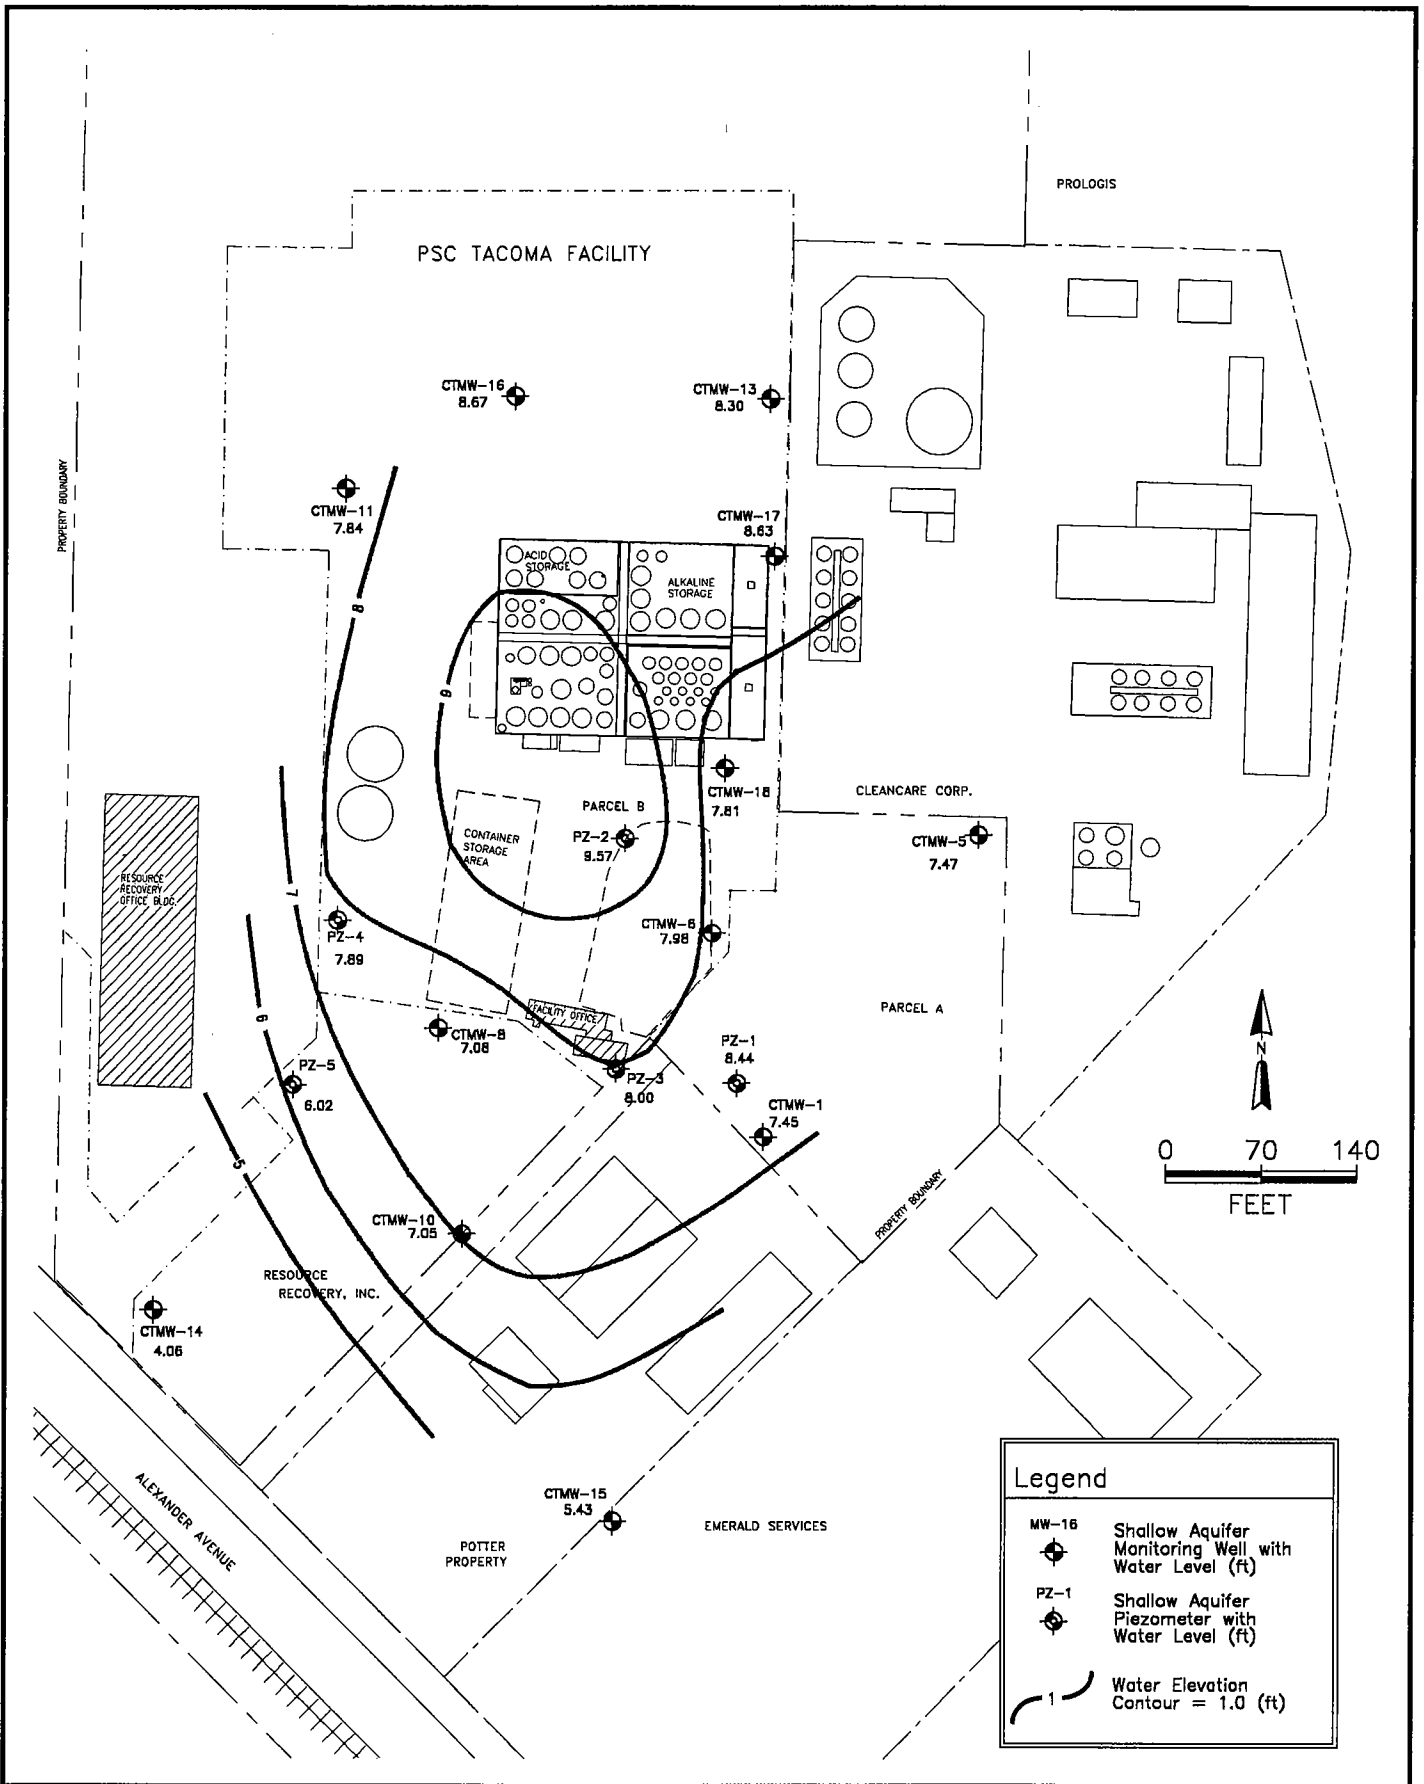 PROLOGIS
PSC TACOMA FACILITY
CTMW-16
8.67
CTMW-13
8.30
PROPERTY BOUNDARY
CTMW-11
7.84
CTMW-17
8.63
ACID
STORAGE
ALKALINE
STORAGE
8
9
CTMW-18
7.81
CLEANCARE CORP.
PARCEL B
PZ-2
9.57
CONTAINER
STORAGE
AREA
CTMW-5
7.47
RESOURCE
RECOVERY
OFFICE BLDG.
7
PZ-4
7.89
CTMW-6
7.98
6
FACILITY OFFICE
PARCEL A
CTMW-8
7.08
PZ-1
8.44
PZ-5
6.02
PZ-3
8.00
CTMW-1
7.45
N
0 70 140
FEET
5
PROPERTY BOUNDARY
CTMW-10
7.05
RESOURCE
RECOVERY, INC.
CTMW-14
4.06
ALEXANDER AVENUE
CTMW-15
5.43
EMERALD SERVICES
POTTER
PROPERTY
Legend
MW-16
Shallow Aquifer
Monitoring Well with
Water Level (ft)
PZ-1
Shallow Aquifer
Piezometer with
Water Level (ft)
1
Water Elevation
Contour = 1.0 (ft)